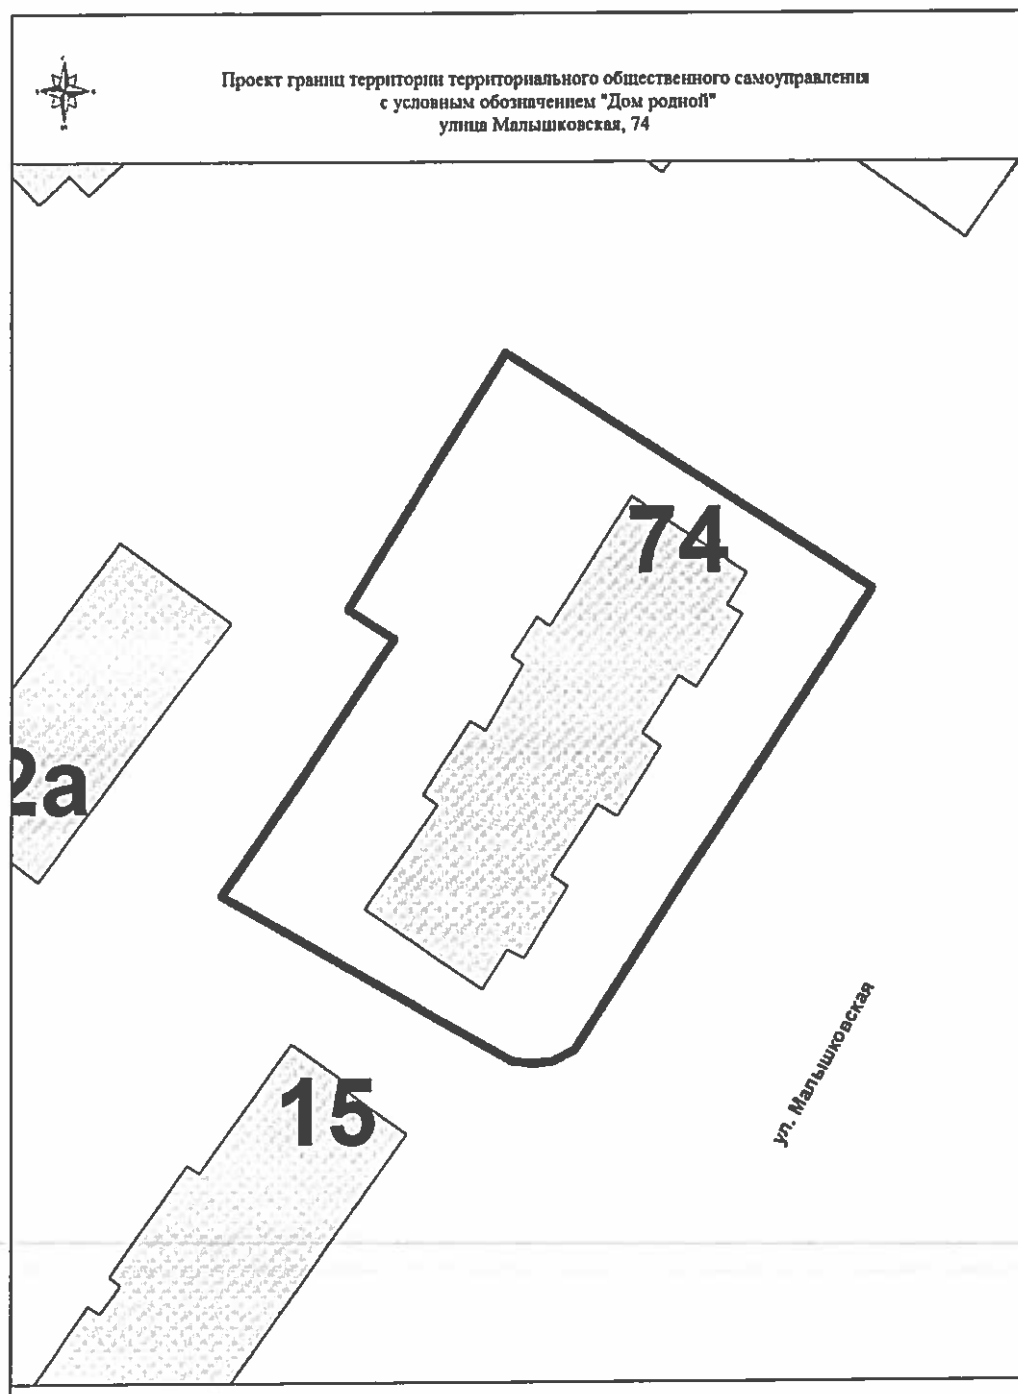 Проект границ территории территориального общественного самоуправления
с условным обозначением "Дом родной"
улица Малышковская, 74
74
2а
15
ул. Малышковская